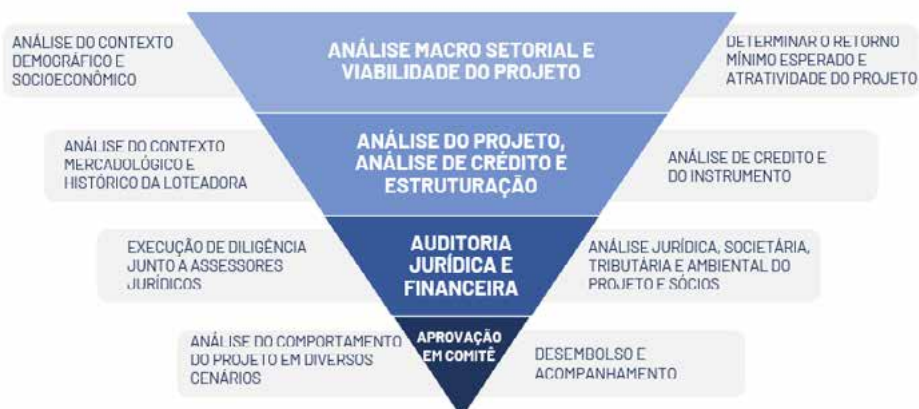 ANÁLISE DO CONTEXTO
DEMOGRÁFICO E
SOCIOECONÔMICO
ANÁLISE MACRO SETORIAL E
VIABILIDADE DO PROJETO
DETERMINAR O RETORNO
MÍNIMO ESPERADO E
ATRATIVIDADE DO PROJETO
ANÁLISE DO CONTEXTO
MERCADOLÓGICO E
HISTÓRICO DA LOTEADORA
ANÁLISE DO PROJETO,
ANÁLISE DE CRÉDITO E
ESTRUTURAÇÃO
ANÁLISE DE CREDITO E
DO INSTRUMENTO
EXECUÇÃO DE DILIGÊNCIA
JUNTO A ASSESSORES
JURÍDICOS
AUDITORIA
JURÍDICA E
FINANCEIRA
ANÁLISE JURÍDICA, SOCIETÁRIA,
TRIBUTÁRIA E AMBIENTAL DO
PROJETO E SÓCIOS
ANÁLISE DO COMPORTAMENTO
DO PROJETO EM DIVERSOS
CENÁRIOS
APROVAÇÃO
EM COMITÊ
DESEMBOLSO E
ACOMPANHAMENTO